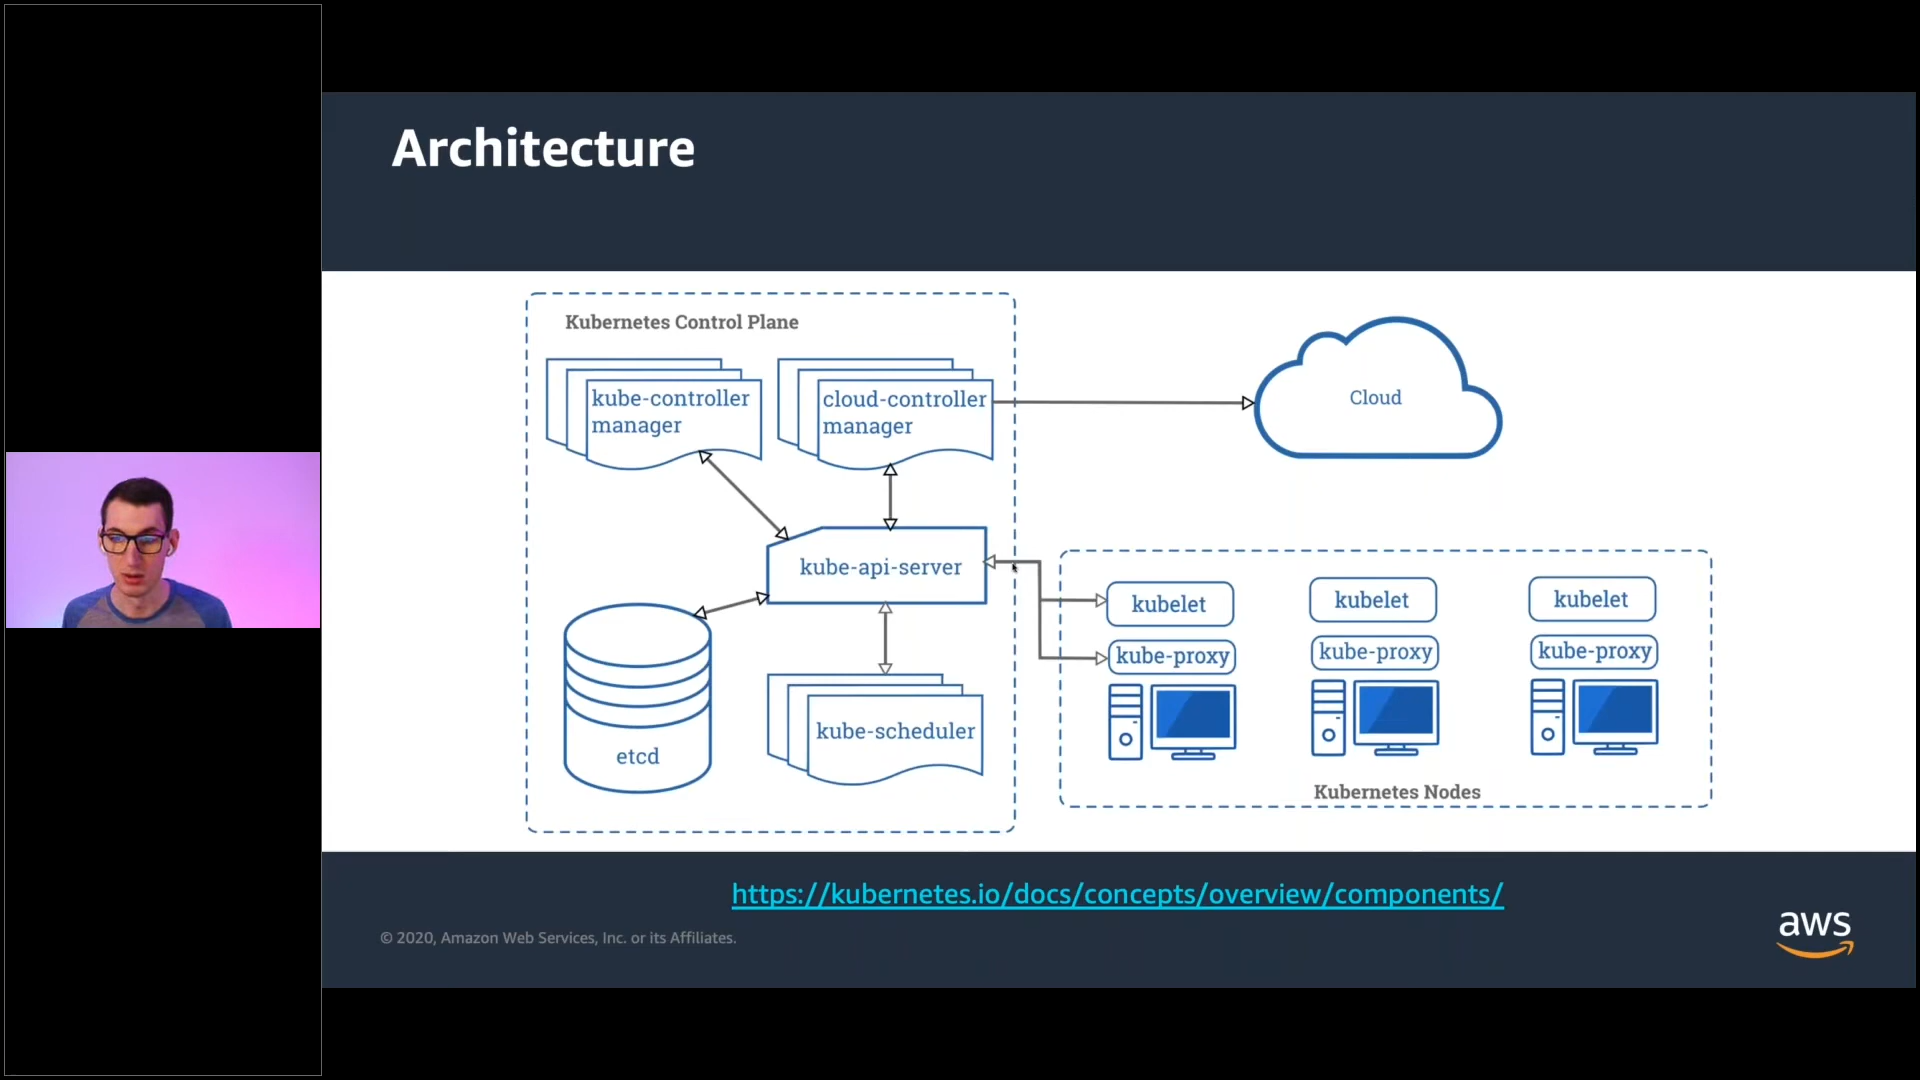 Architecture
Kubernetes Control Plane
kube-controller
manager
cloud-controller
manager
Cloud
kube-api-server
etcd
kube-scheduler
kubelet
kubelet
kubelet
kube-proxy
kube-proxy
kube-proxy
Kubernetes Nodes
https://kubernetes.io/docs/concepts/overview/components/
© 2020, Amazon Web Services, Inc. or its Affiliates.
aws